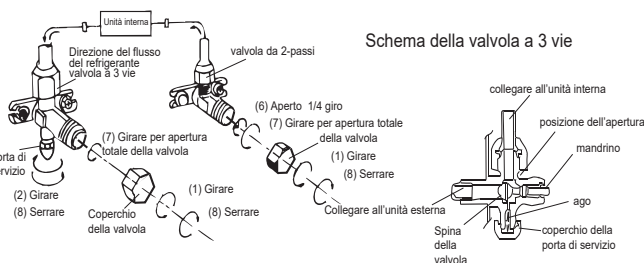 Unità interna
Direzione del flusso
del refrigerante
valvola a 3 vie
valvola da 2-passi
Schema della valvola a 3 vie
collegare all'unità interna
posizione dell'apertura
mandrino
ago
coperchio della
porta di servizio
Spina
della
valvola
Collegare all'unità esterna
(6) Aperto 1/4 giro
(7) Girare per apertura totale
della valvola
(1) Girare
(8) Serrare
(7) Girare per apertura
totale della valvola
(1) Girare
(8) Serrare
Coperchio
della valvola
porta di
servizio
(2) Girare
(8) Serrare